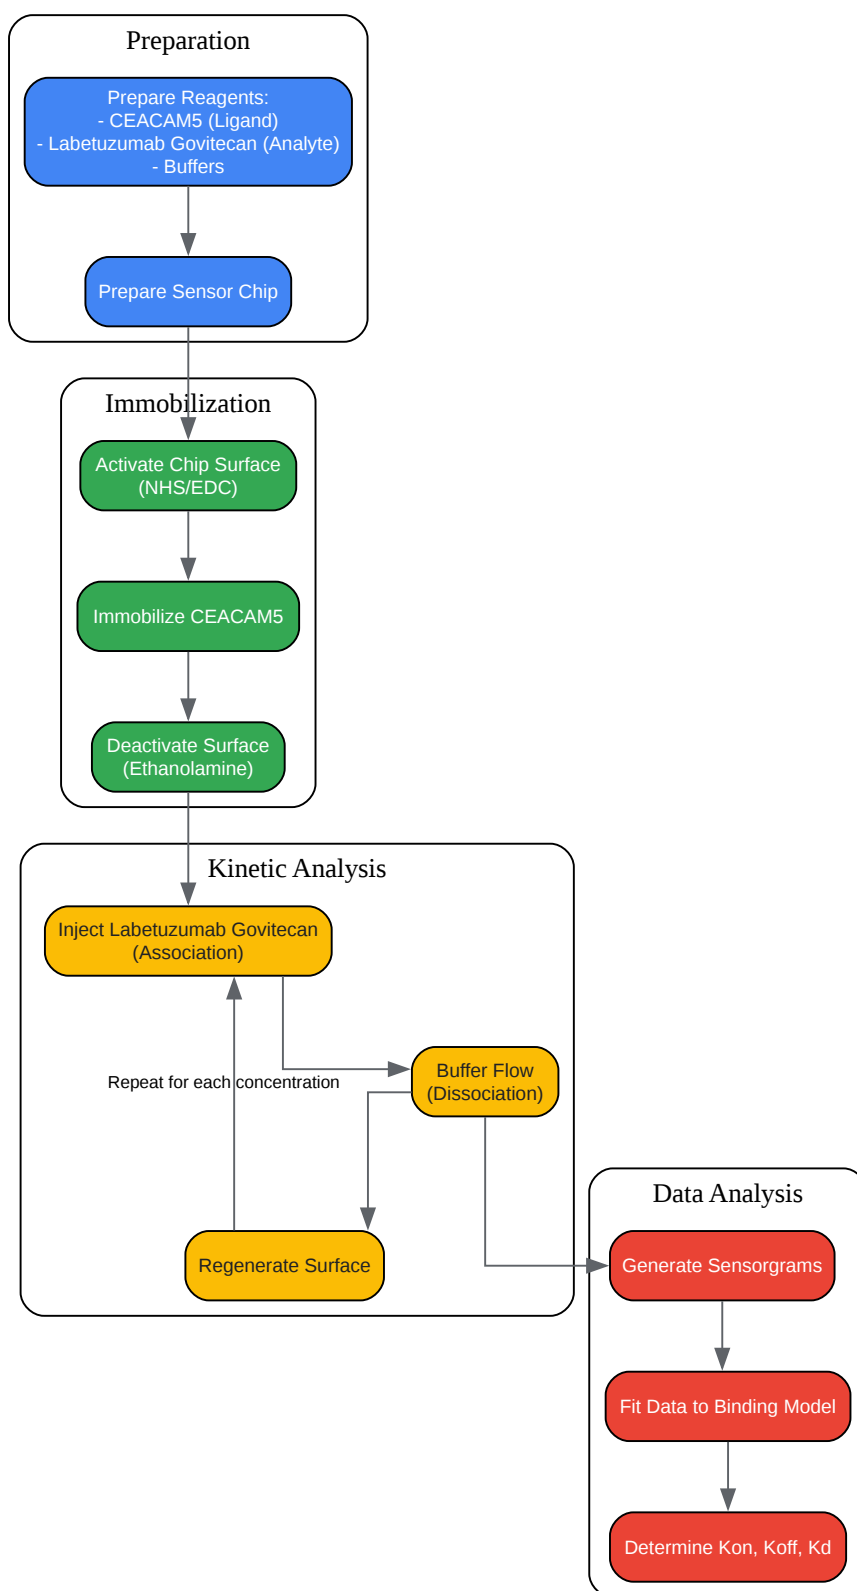 Preparation
Prepare Reagents:
- CEACAM5 (Ligand)
- Labetuzumab Govitecan (Analyte)
- Buffers
Prepare Sensor Chip
Immobilization
Activate Chip Surface
(NHS/EDC)
Immobilize CEACAM5
Deactivate Surface
(Ethanolamine)
Kinetic Analysis
Inject Labetuzumab Govitecan
(Association)
Buffer Flow
(Dissociation)
Repeat for each concentration
Regenerate Surface
Data Analysis
Generate Sensorgrams
Fit Data to Binding Model
Determine Kon, Koff, Kd